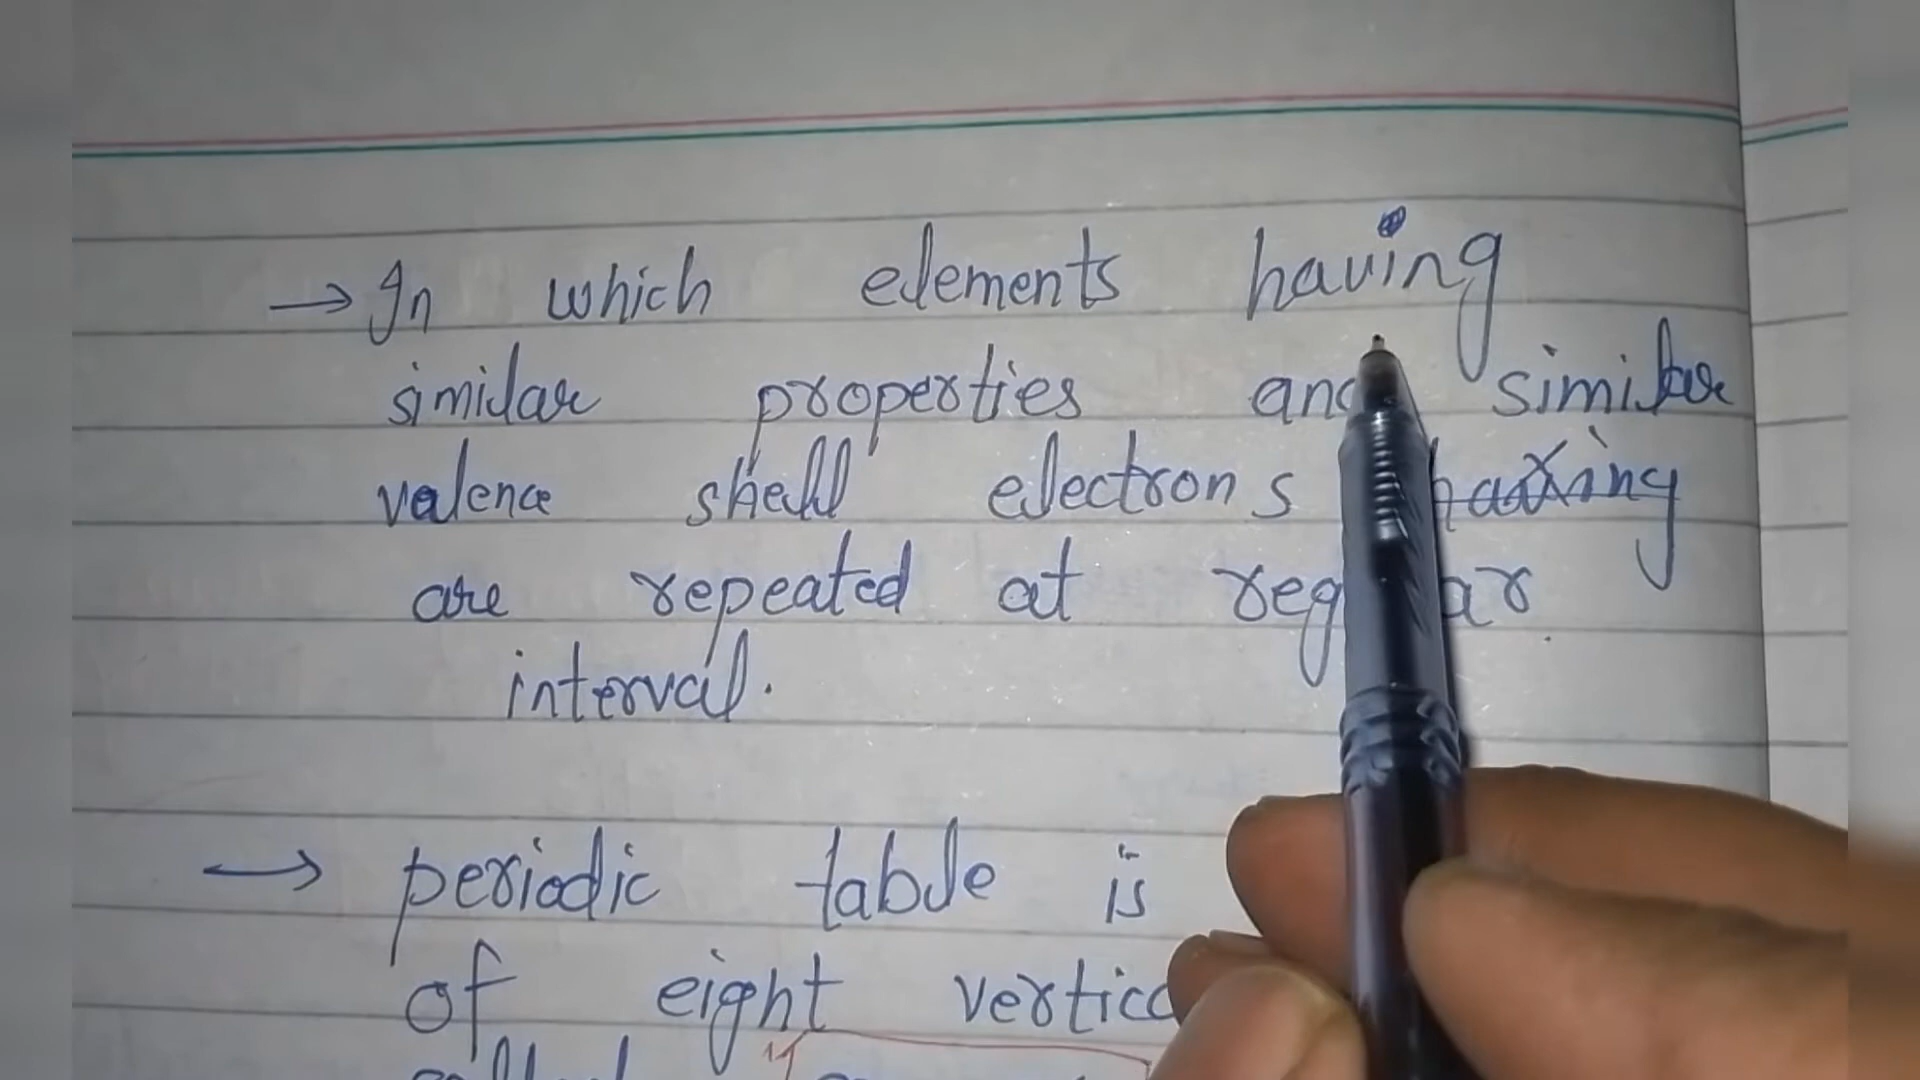 → In which elements having
similar properties and similar
valence shell electrons having
are repeated at regular
interval.
→ periodic table is
of eight